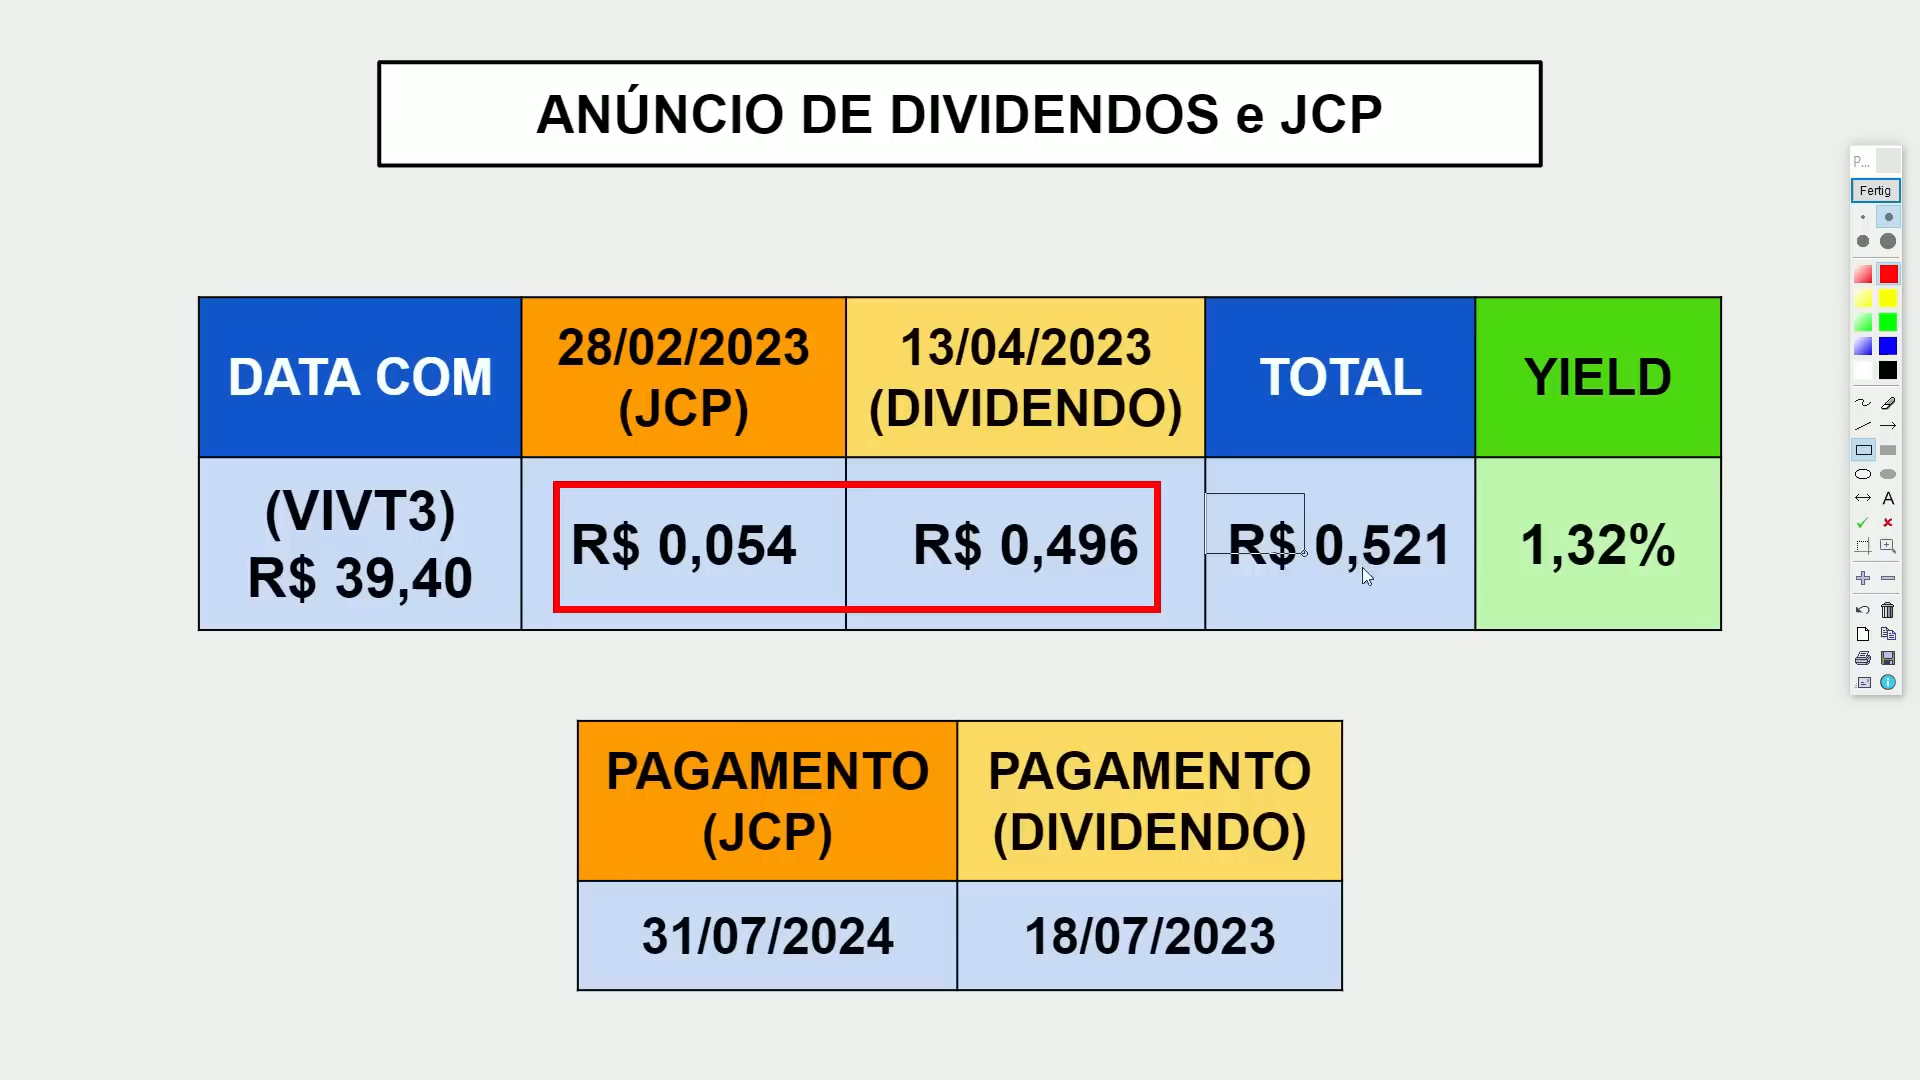 ANÚNCIO DE DIVIDENDOS e JCP
P...
Fertig
DATA COM
28/02/2023
(JCP)
13/04/2023
(DIVIDENDO)
TOTAL
YIELD
(VIVT3)
R$ 39,40
R$ 0,054
R$ 0,496
R$ 0,521
1,32%
A
PAGAMENTO
(JCP)
PAGAMENTO
(DIVIDENDO)
31/07/2024
18/07/2023